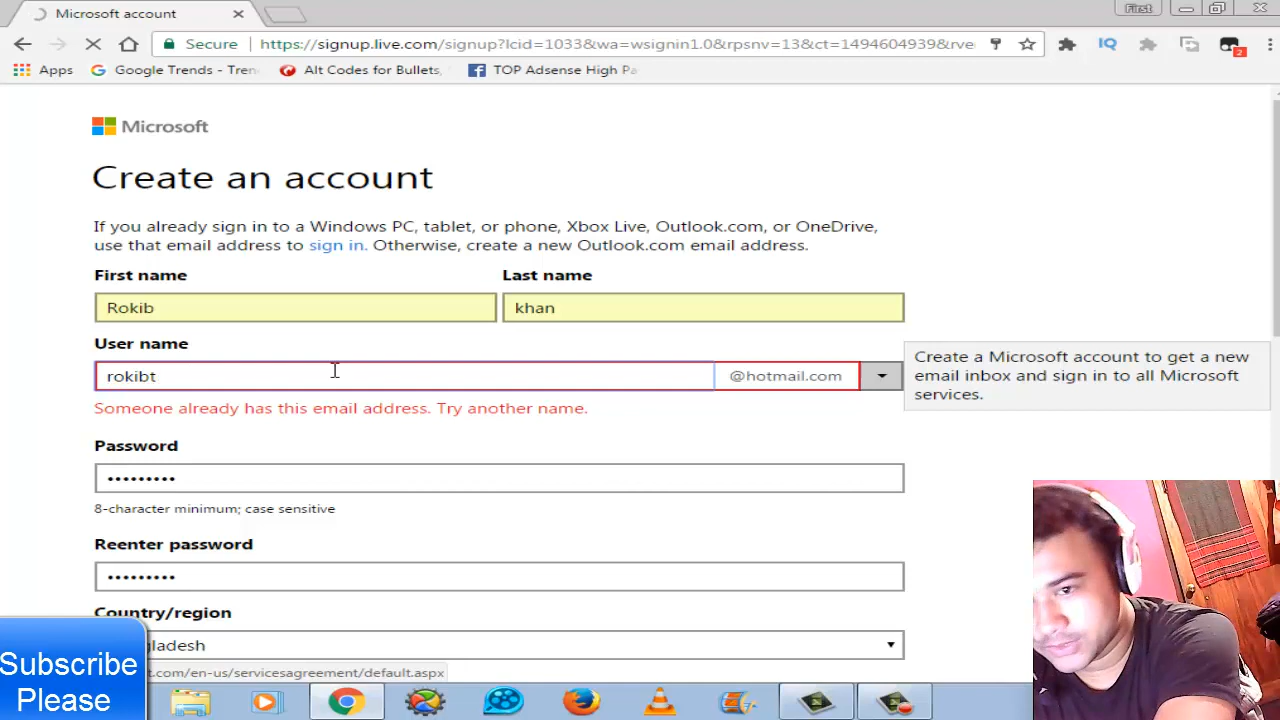 Microsoft account
First
Secure
https://signup.live.com/signup?lcid=1033&wa=wsignin1.0&rpsnv=13&ct=1494604939&rve
IQ
2
Apps
Google Trends - Tren
Alt Codes for Bullets,
TOP Adsense High Pa
Microsoft
Create an account
If you already sign in to a Windows PC, tablet, or phone, Xbox Live, Outlook.com, or OneDrive,
use that email address to sign in. Otherwise, create a new Outlook.com email address.
First name
Last name
Rokib
khan
User name
rokibt
@hotmail.com
Create a Microsoft account to get a new
email inbox and sign in to all Microsoft
services.
Someone already has this email address. Try another name.
Password
•••••••••
8-character minimum; case sensitive
Reenter password
•••••••••
Country/region
gladesh
t.com/en-us/servicesagreement/default.aspx
Subscribe
Please